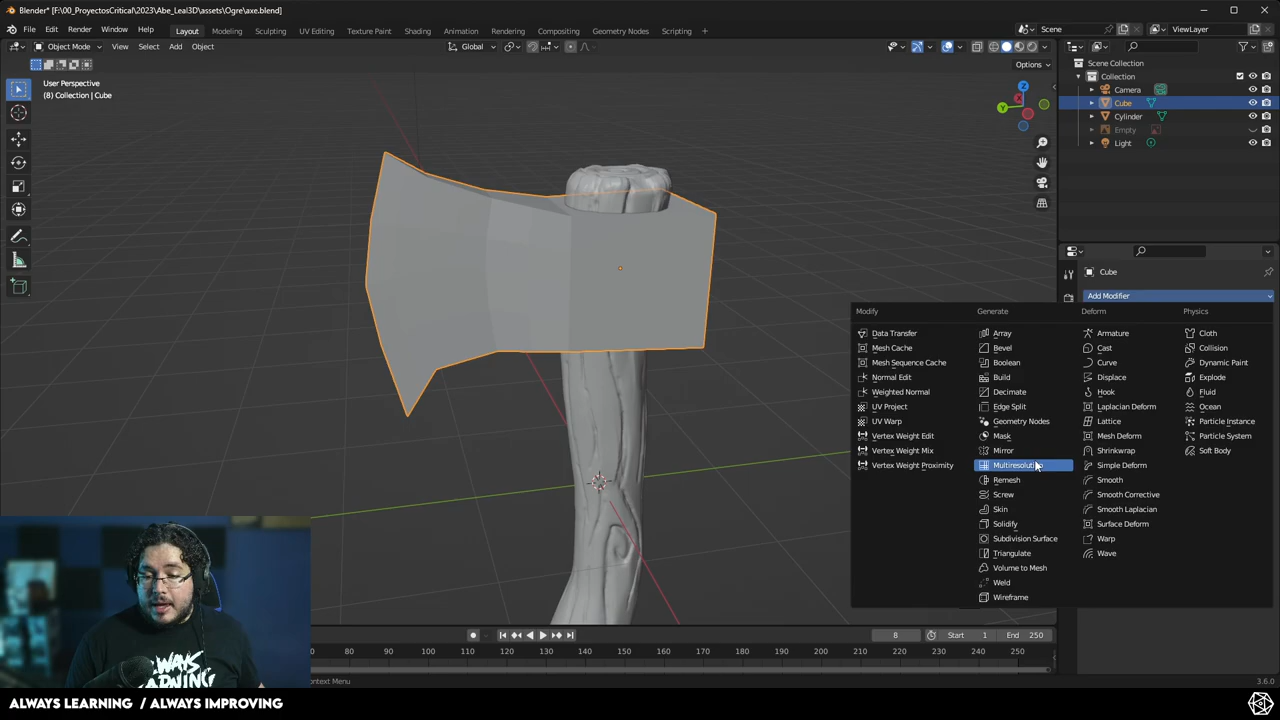 Blender* [F:\00_ProyectosCritical\2023\Abe_Leal3D\assets\Ogre\axe.blend]
File Edit Render Window Help Layout Modeling Sculpting UV Editing Texture Paint Shading Animation Rendering Compositing Geometry Nodes Scripting + Scene ViewLayer
Object Mode View Select Add Object Global
Options
User Perspective
(8) Collection | Cube
Z
Y
X
Scene Collection
Collection
Camera
Cube
Cylinder
Empty
Light
Cube
Add Modifier
Modify Generate Deform Physics
Data Transfer Array Armature Cloth
Mesh Cache Bevel Cast Collision
Mesh Sequence Cache Boolean Curve Dynamic Paint
Normal Edit Build Displace Explode
Weighted Normal Decimate Hook Fluid
UV Project Edge Split Laplacian Deform Ocean
UV Warp Geometry Nodes Lattice Particle Instance
Vertex Weight Edit Mask Mesh Deform Particle System
Vertex Weight Mix Mirror Shrinkwrap Soft Body
Vertex Weight Proximity Multiresolution Simple Deform
Remesh Smooth
Screw Smooth Corrective
Skin Smooth Laplacian
Solidify Surface Deform
Subdivision Surface Warp
Triangulate Wave
Volume to Mesh
Weld
Wireframe
8 Start 1 End 250
80 90 100 110 120 130 140 150 160 170 180 190 200 210 220 230 240 250
ontext Menu
3.6.0
ALWAYS LEARNING / ALWAYS IMPROVING